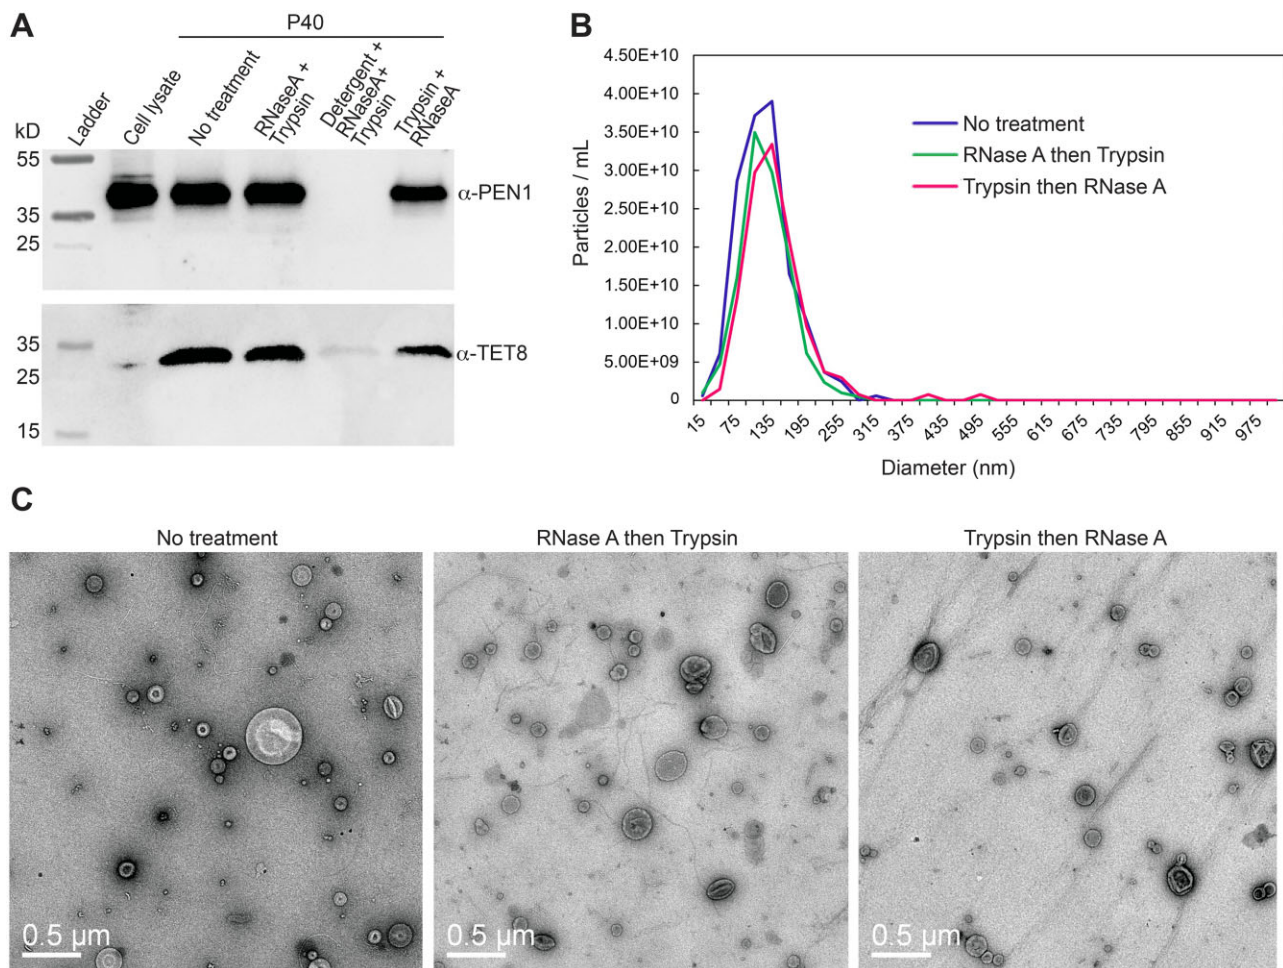 A
P40
kD
Ladder
Cell lysate
No treatment
RNaseA +
Trypsin
Detergent +
RNaseA+
Trypsin
Trypsin +
RNaseA
55
35
25
α-PEN1
35
25
15
α-TET8
B
Particles / mL
4.50E+10
4.00E+10
3.50E+10
3.00E+10
2.50E+10
2.00E+10
1.50E+10
1.00E+10
5.00E+09
0
No treatment
RNase A then Trypsin
Trypsin then RNase A
15 75 135 195 255 315 375 435 495 555 615 675 735 795 855 915 975
Diameter (nm)
C
No treatment
RNase A then Trypsin
Trypsin then RNase A
0.5 µm
0.5 µm
0.5 µm